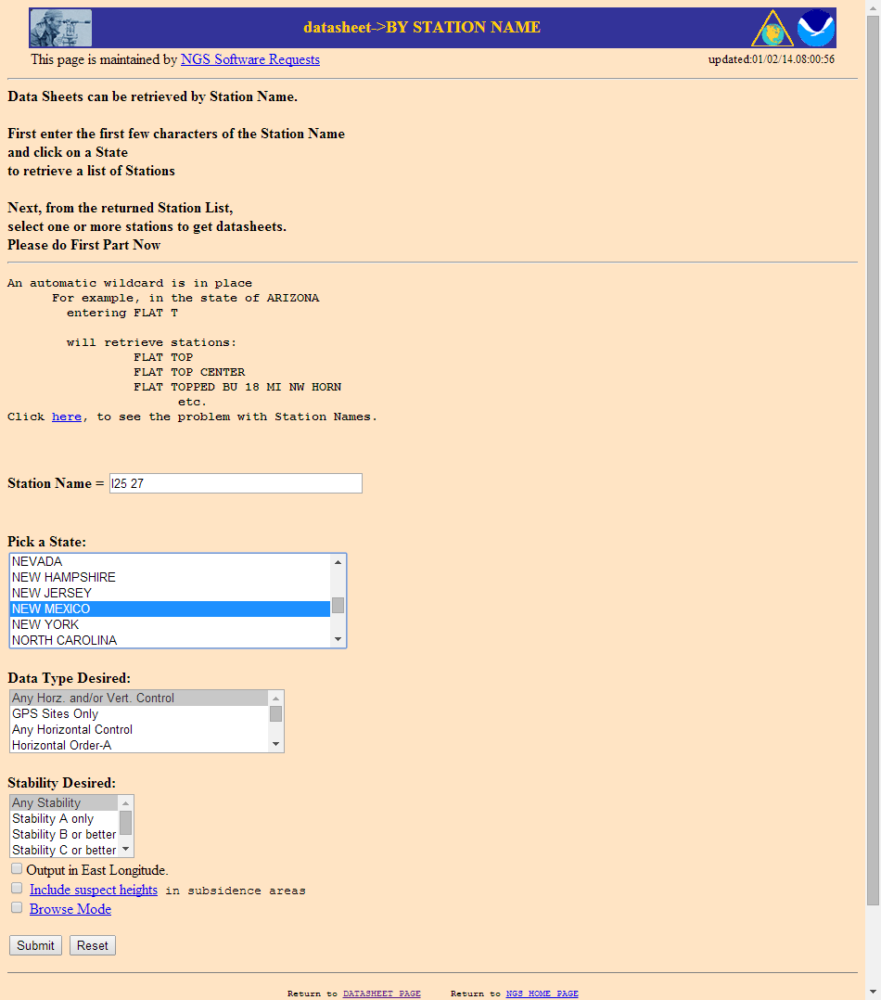 datasheet->BY STATION NAME
This page is maintained by NGS Software Requests
updated:01/02/14.08:00:56
Data Sheets can be retrieved by Station Name.
First enter the first few characters of the Station Name
and click on a State
to retrieve a list of Stations
Next, from the returned Station List,
select one or more stations to get datasheets.
Please do First Part Now
An automatic wildcard is in place
For example, in the state of ARIZONA
entering FLAT T
will retrieve stations:
FLAT TOP
FLAT TOP CENTER
FLAT TOPPED BU 18 MI NW HORN
etc.
Click here, to see the problem with Station Names.
Station Name = I25 27
Pick a State:
NEVADA
NEW HAMPSHIRE
NEW JERSEY
NEW MEXICO
NEW YORK
NORTH CAROLINA
Data Type Desired:
Any Horz. and/or Vert. Control
GPS Sites Only
Any Horizontal Control
Horizontal Order-A
Stability Desired:
Any Stability
Stability A only
Stability B or better
Stability C or better
Output in East Longitude.
Include suspect heights in subsidence areas
Browse Mode
Submit Reset
Return to DATASHEET PAGE Return to NGS HOME PAGE